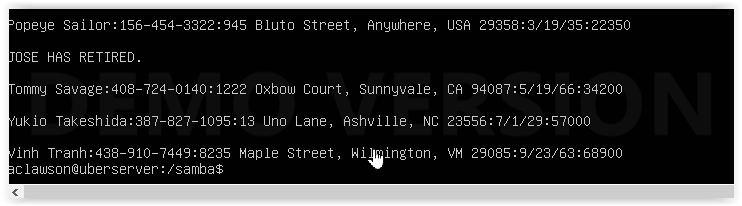 Popeye Sailor:156-454-3322:945 Bluto Street, Anywhere, USA 29358:3/19/35:22350
JOSE HAS RETIRED.
Tommy Savage:408-724-0140:1222 Oxbow Court, Sunnyvale, CA 94087:5/19/66:34200
Yukio Takeshida:387-827-1095:13 Uno Lane, Ashville, NC 23556:7/1/29:57000
Vinh Tranh:438-910-7449:8235 Maple Street, Wilmington, VM 29085:9/23/63:68900
aclawson@uberserver:/samba$
DEMO VERSION